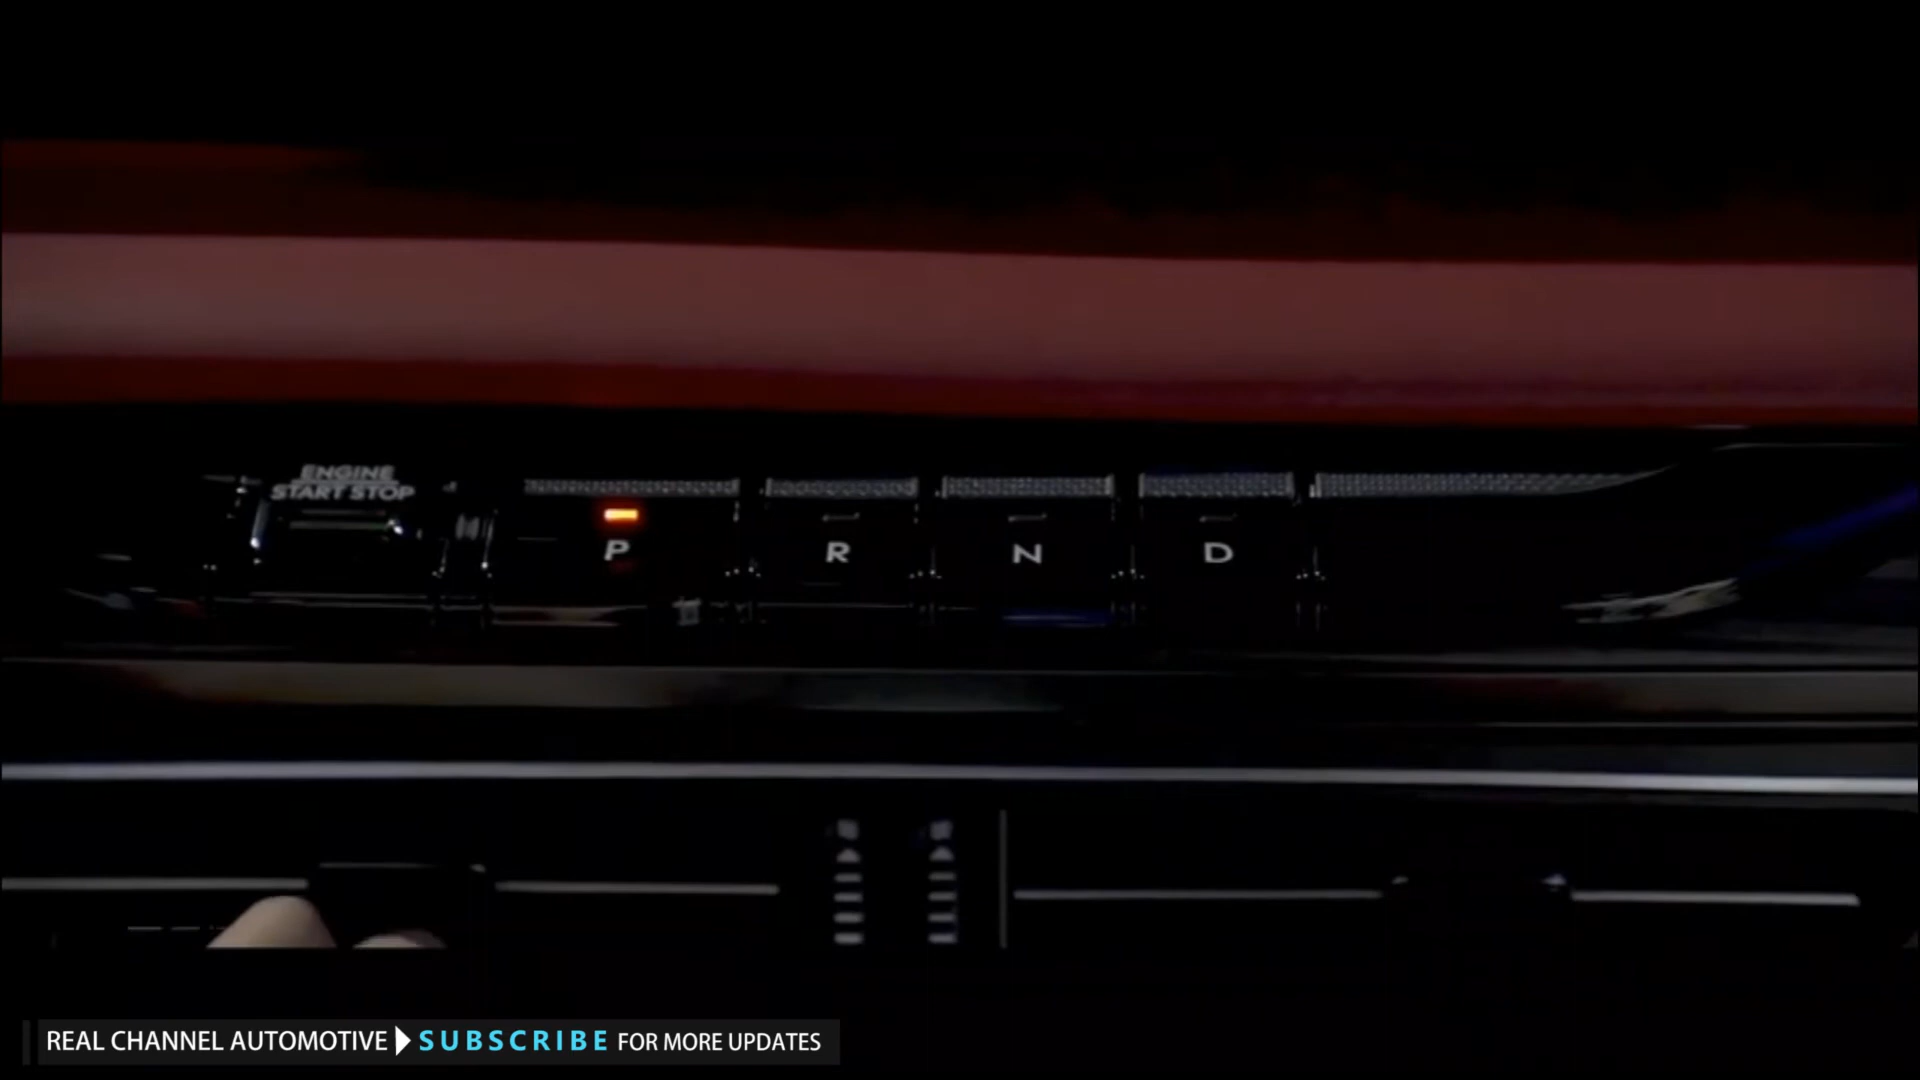 ENGINE
START STOP
P R N D
REAL CHANNEL AUTOMOTIVE SUBSCRIBE FOR MORE UPDATES